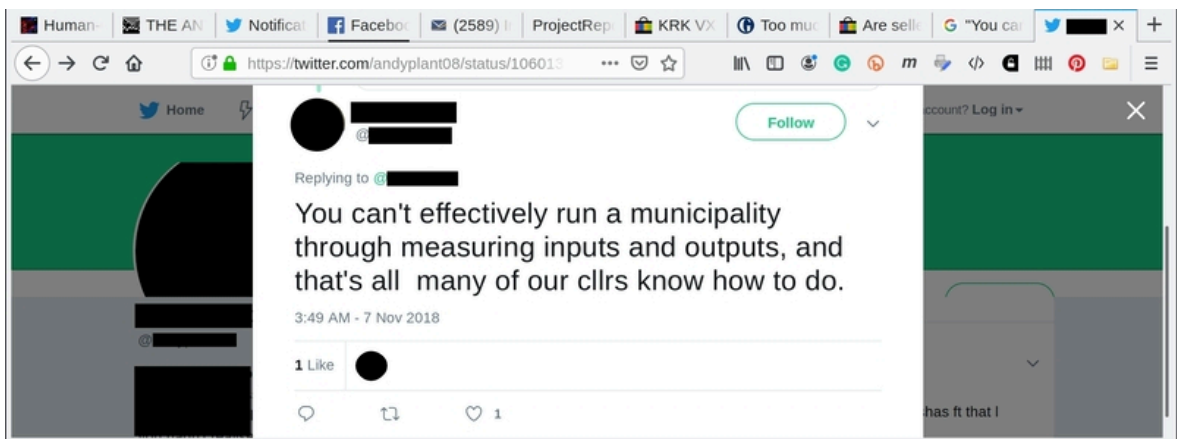 Human- THE AN Notificat Faceboo (2589) I ProjectRep KRK VX Too muc Are selle "You car
https://twitter.com/andyplant08/status/106013
Home
ccount? Log in
@
Follow
Replying to @
You can't effectively run a municipality
through measuring inputs and outputs, and
that's all many of our cllrs know how to do.
3:49 AM - 7 Nov 2018
@
1 Like
1
has ft that I